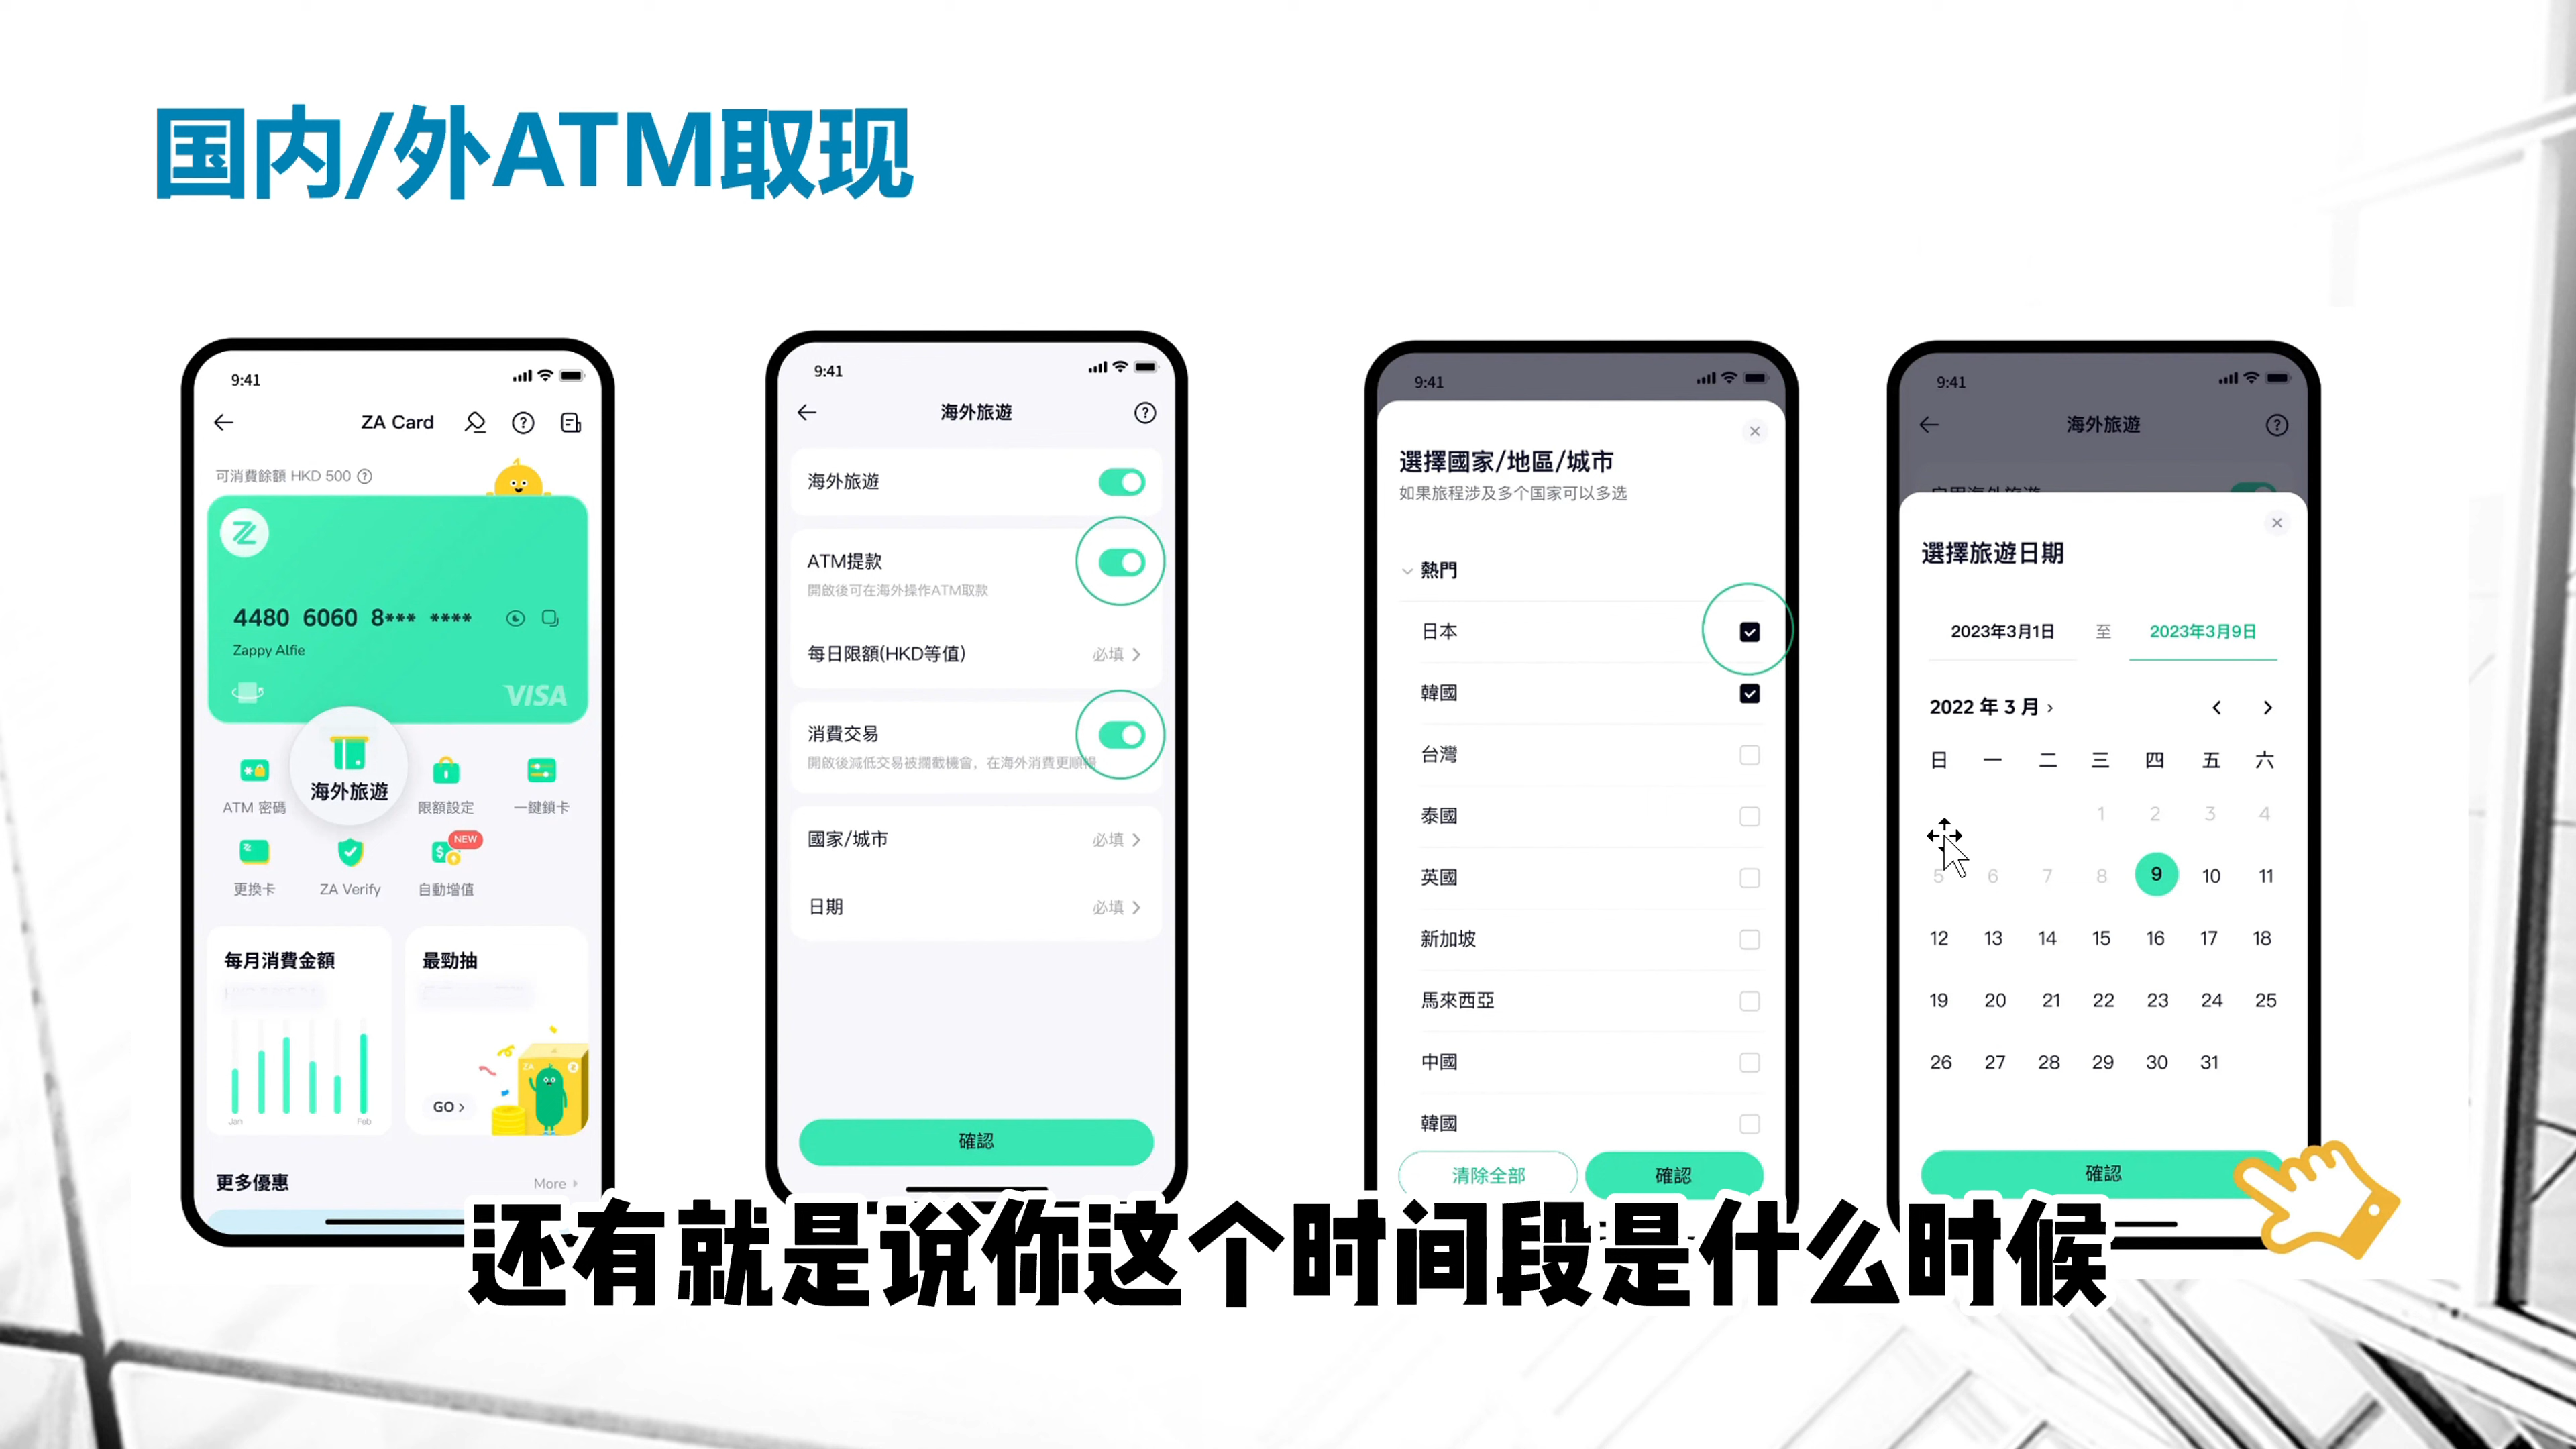 国内/外ATM取现
9:41
ZA Card
可消費餘額 HKD 500
4480 6060 8*** ****
Zappy Alfie
VISA
ATM 密碼
海外旅遊
限額設定
一鍵鎖卡
更換卡
ZA Verify
NEW
自動增值
每月消費金額
Jan
Feb
最勁抽
GO
ZA
更多優惠
More
9:41
海外旅遊
海外旅遊
ATM提款
開啟後可在海外操作ATM取款
每日限額(HKD等值)
必填
消費交易
開啟後減低交易被攔截機會，在海外消費更順暢
國家/城市
必填
日期
必填
確認
9:41
選擇國家/地區/城市
如果旅程涉及多个国家可以多选
熱門
日本
韓國
台灣
泰國
英國
新加坡
馬來西亞
中國
韓國
清除全部
確認
9:41
海外旅遊
選擇旅遊日期
2023年3月1日 至 2023年3月9日
2022 年 3 月
日 一 二 三 四 五 六
1 2 3 4
5 6 7 8 9 10 11
12 13 14 15 16 17 18
19 20 21 22 23 24 25
26 27 28 29 30 31
確認
还有就是说你这个时间段是什么时候